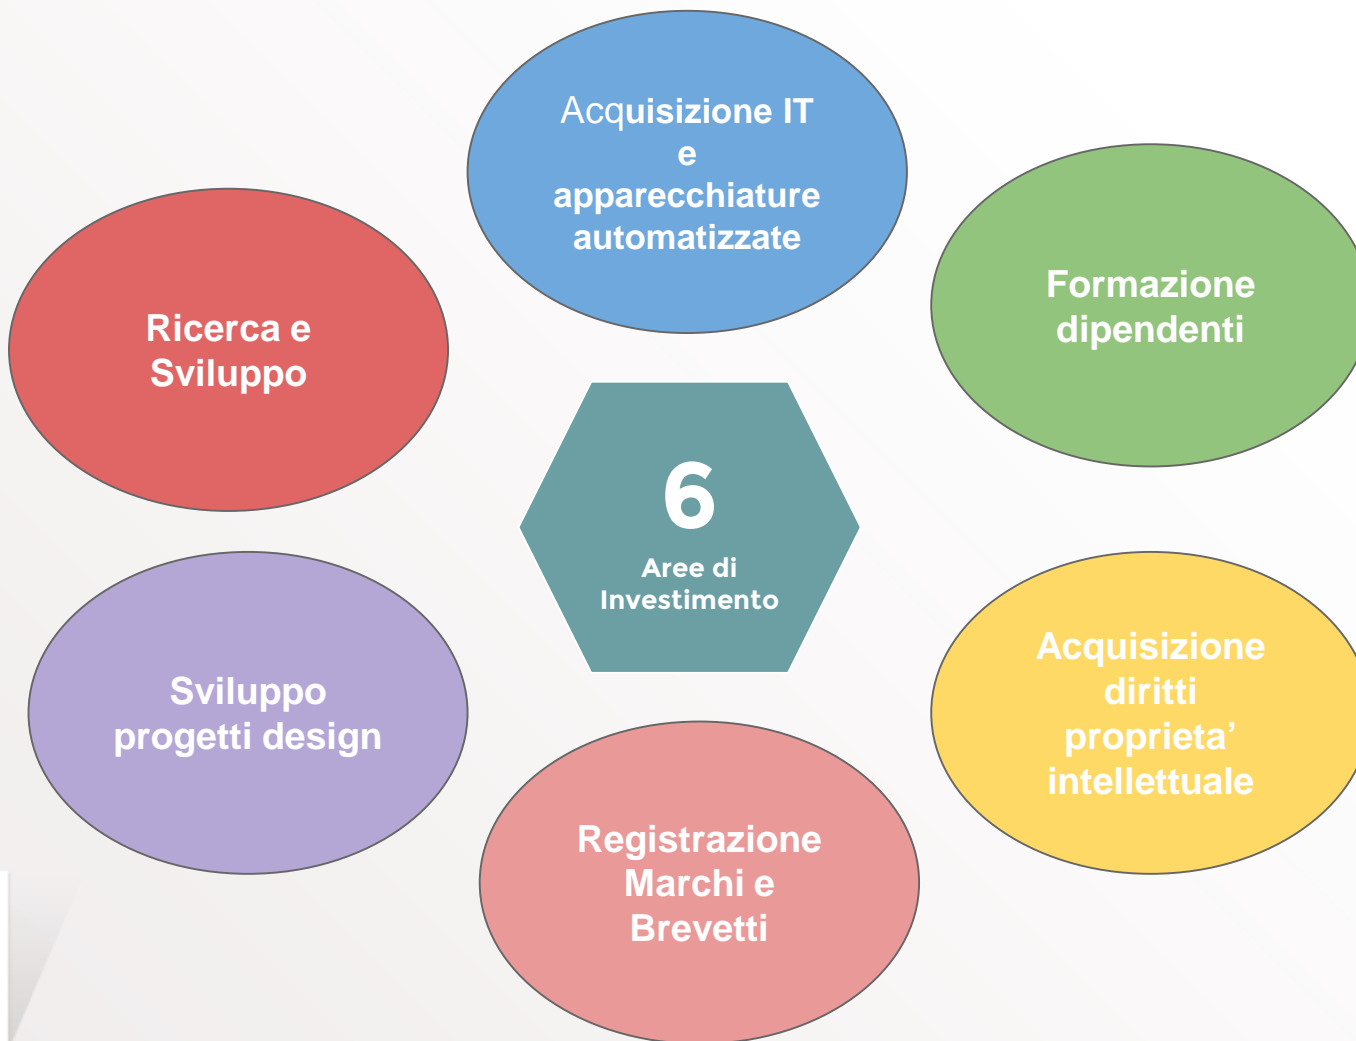 Acquisizione IT
e
apparecchiature
automatizzate
Formazione
dipendenti
Ricerca e
Sviluppo
6
Aree di
Investimento
Sviluppo
progetti design
Acquisizione
diritti
proprieta’
intellettuale
Registrazione
Marchi e
Brevetti